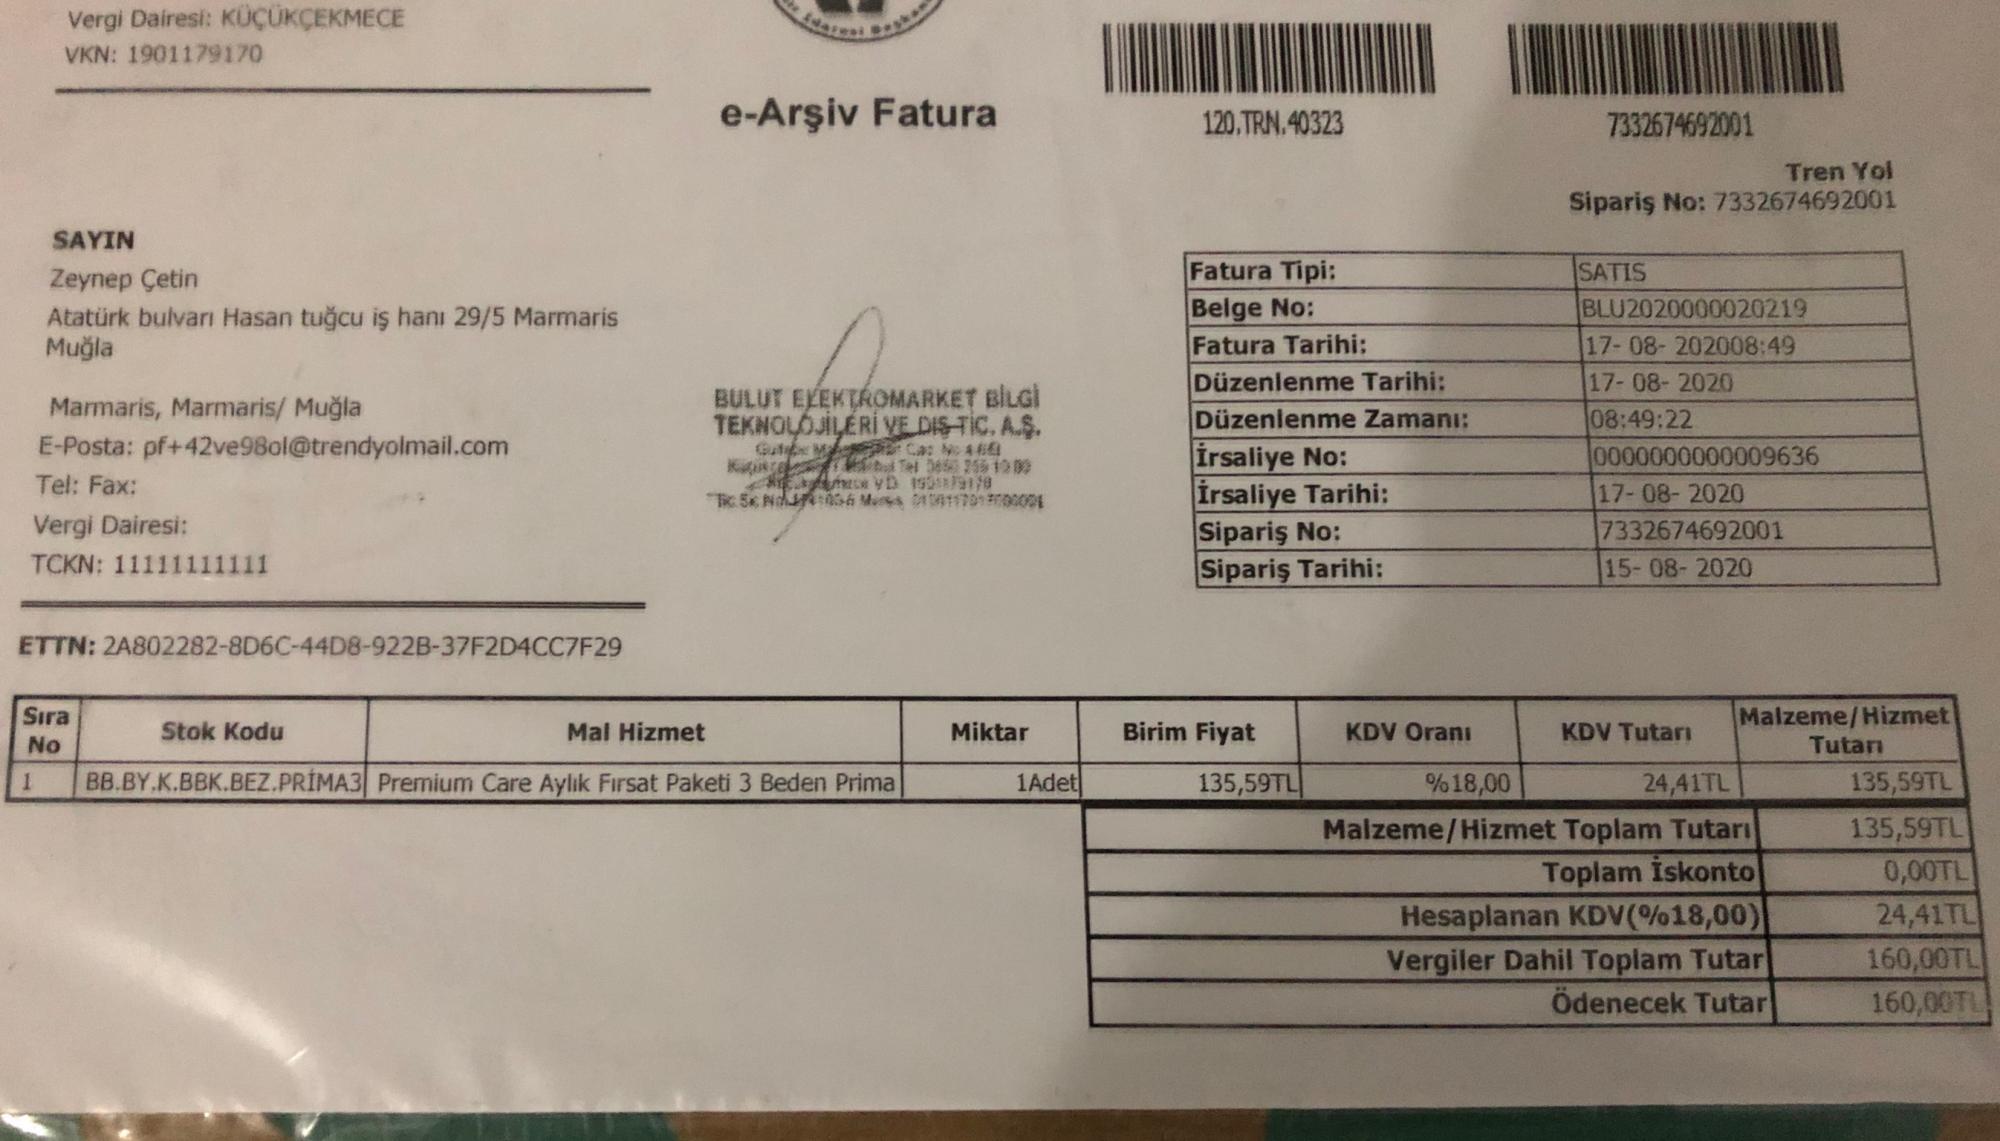 Vergi Dairesi: KÜÇÜKÇEKMECE
VKN: 1901179170
e-Arşiv Fatura
120.TRN.40323
7332674692001
Tren Yol
Sipariş No: 7332674692001
SAYIN
Zeynep Çetin
Atatürk bulvarı Hasan tuğcu iş hanı 29/5 Marmaris
Muğla
Marmaris, Marmaris/ Muğla
E-Posta: pf+42ve98ol@trendyolmail.com
Tel: Fax:
Vergi Dairesi:
TCKN: 11111111111
BULUT ELEKTROMARKET BİLGİ
TEKNOLOJİLERİ VE DIŞ TİC. A.Ş.
Fatura Tipi: SATIS
Belge No: BLU2020000020219
Fatura Tarihi: 17- 08- 202008:49
Düzenlenme Tarihi: 17- 08- 2020
Düzenlenme Zamanı: 08:49:22
İrsaliye No: 0000000000009636
İrsaliye Tarihi: 17- 08- 2020
Sipariş No: 7332674692001
Sipariş Tarihi: 15- 08- 2020
ETTN: 2A802282-8D6C-44D8-922B-37F2D4CC7F29
Sıra No Stok Kodu Mal Hizmet Miktar Birim Fiyat KDV Oranı KDV Tutarı Malzeme/Hizmet Tutarı
1 BB.BY.K.BBK.BEZ.PRİMA3 Premium Care Aylık Fırsat Paketi 3 Beden Prima 1Adet 135,59TL %18,00 24,41TL 135,59TL
Malzeme/Hizmet Toplam Tutarı 135,59TL
Toplam İskonto 0,00TL
Hesaplanan KDV(%18,00) 24,41TL
Vergiler Dahil Toplam Tutar 160,00TL
Ödenecek Tutar 160,00TL